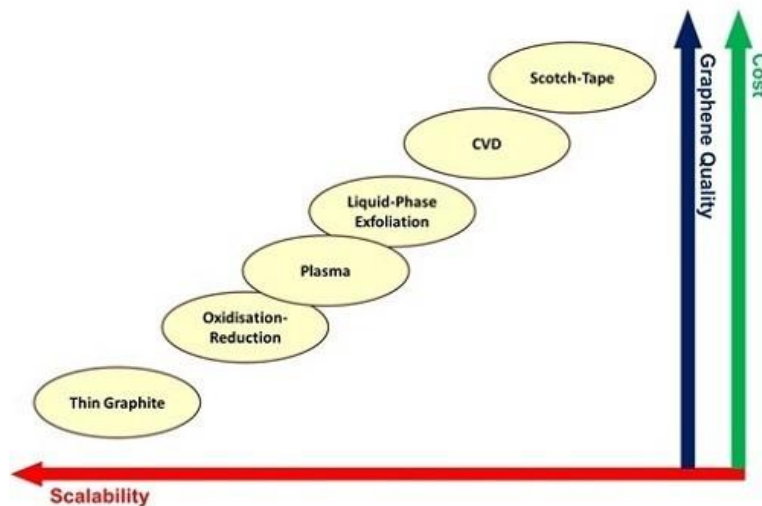 Scotch-Tape
CVD
Liquid-Phase
Exfoliation
Plasma
Oxidisation-
Reduction
Thin Graphite
Graphene Quality
Cost
Scalability